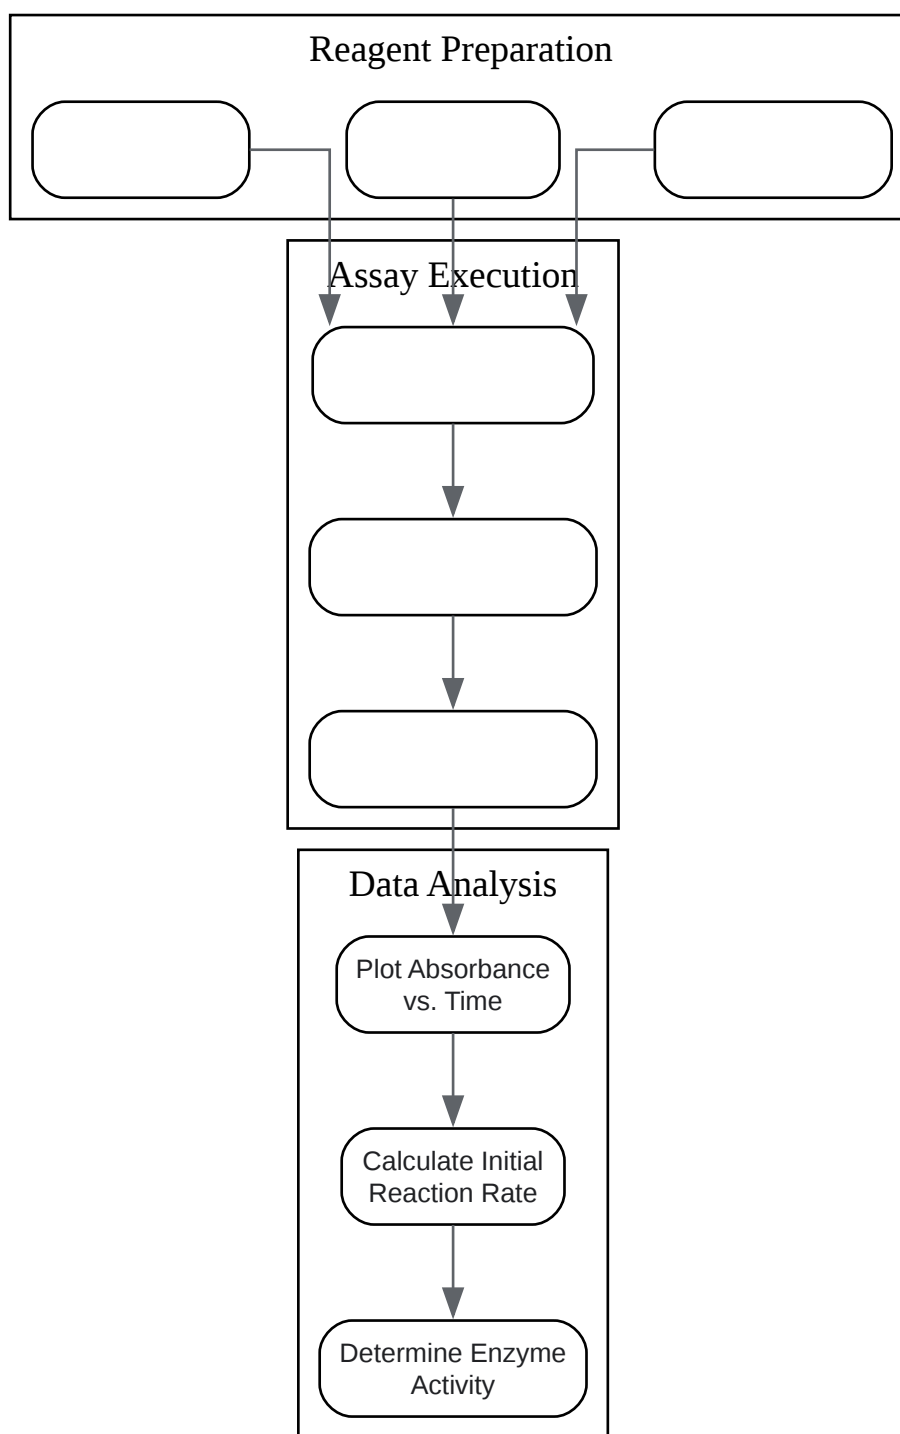 Reagent Preparation
Assay Execution
Data Analysis
Plot Absorbance
vs. Time
Calculate Initial
Reaction Rate
Determine Enzyme
Activity